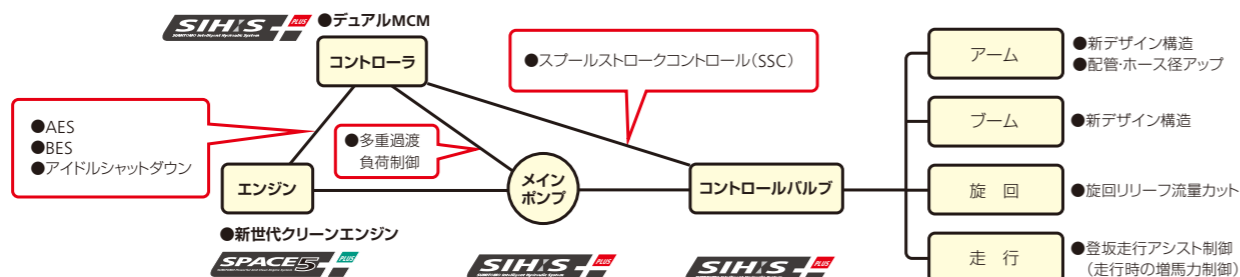 SIHIS PLUS
SUMITOMO Intelligent Hydraulic System
●デュアルMCM
コントローラ
●スプールストロークコントロール(SSC)
●AES
●BES
●アイドルシャットダウン
●多重過渡
負荷制御
エンジン
メイン
ポンプ
コントロールバルブ
●新世代クリーンエンジン
SPACE5 PLUS
SIHIS PLUS
SIHIS PLUS
アーム
●新デザイン構造
●配管・ホース径アップ
ブーム
●新デザイン構造
旋 回
●旋回リリーフ流量カット
走 行
●登坂走行アシスト制御
(走行時の増馬力制御)